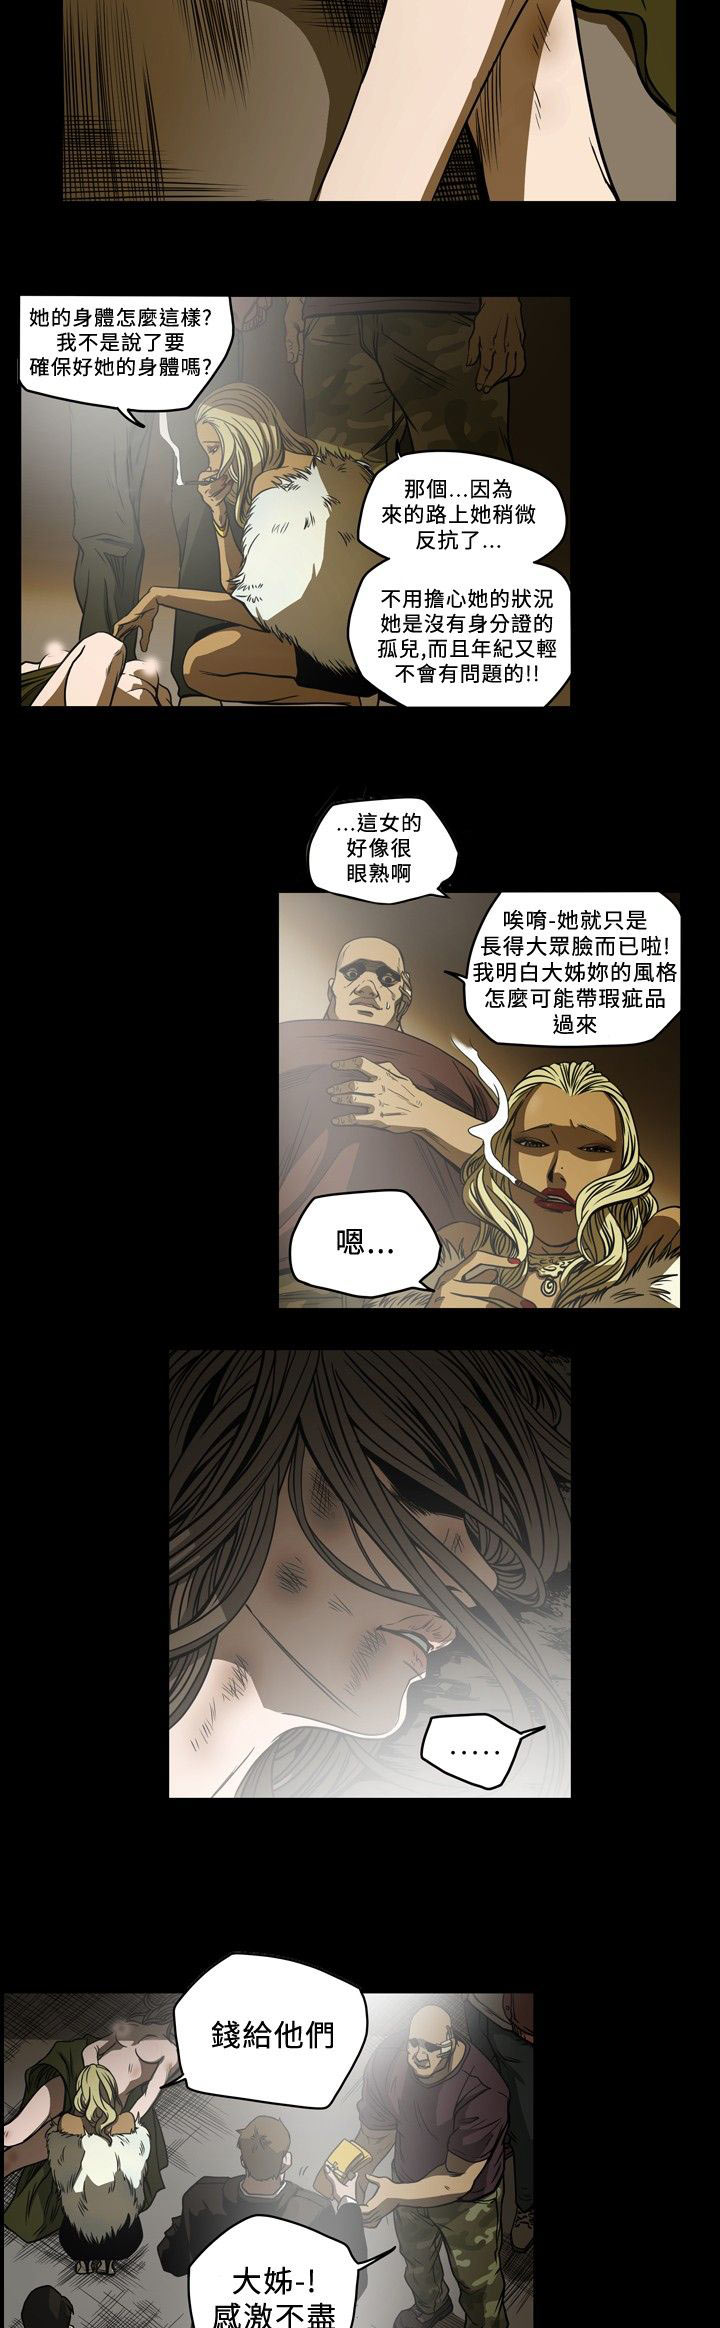 她的身體怎麼這樣?
我不是說了要
確保好她的身體嗎?
那個...因為
來的路上她稍微
反抗了...
不用擔心她的狀況
她是沒有身分證的
孤兒,而且年紀又輕
不會有問題的!!
...這女的
好像很
眼熟啊
唉唷-她就只是
長得大眾臉而已啦!
我明白大姊妳的風格
怎麼可能帶瑕疵品
過來
嗯...
.....
錢給他們
大姊-!
感激不盡